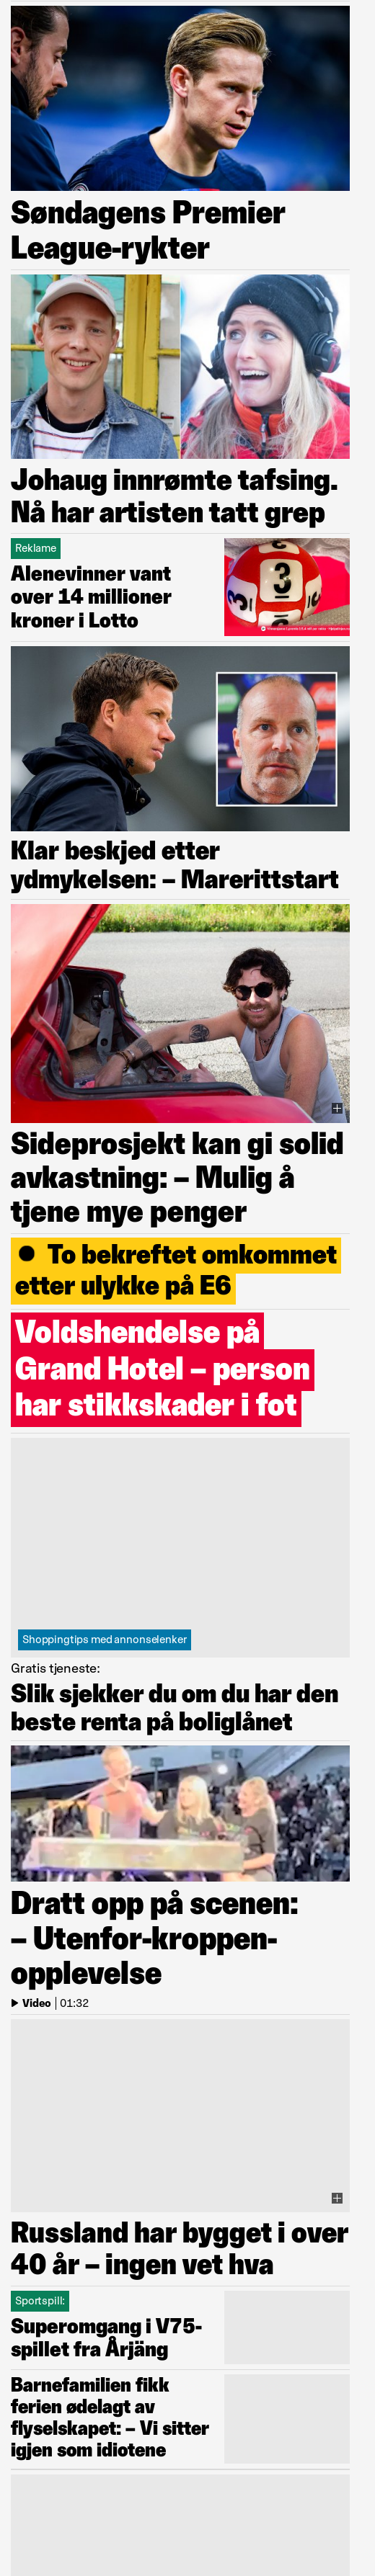 Søndagens Premier
League-rykter
Johaug innrømte tafsing.
Nå har artisten tatt grep
Reklame
Alenevinner vant
over 14 millioner
kroner i Lotto
3
Klar beskjed etter
ydmykelsen: – Marerittstart
Sideprosjekt kan gi solid
avkastning: – Mulig å
tjene mye penger
To bekreftet omkommet
etter ulykke på E6
Voldshendelse på
Grand Hotel – person
har stikkskader i fot
Shoppingtips med annonselenker
Gratis tjeneste:
Slik sjekker du om du har den
beste renta på boliglånet
Dratt opp på scenen:
– Utenfor-kroppen-
opplevelse
Video | 01:32
Russland har bygget i over
40 år – ingen vet hva
Sportspill:
Superomgang i V75-
spillet fra Årjäng
Barnefamilien fikk
ferien ødelagt av
flyselskapet: – Vi sitter
igjen som idiotene